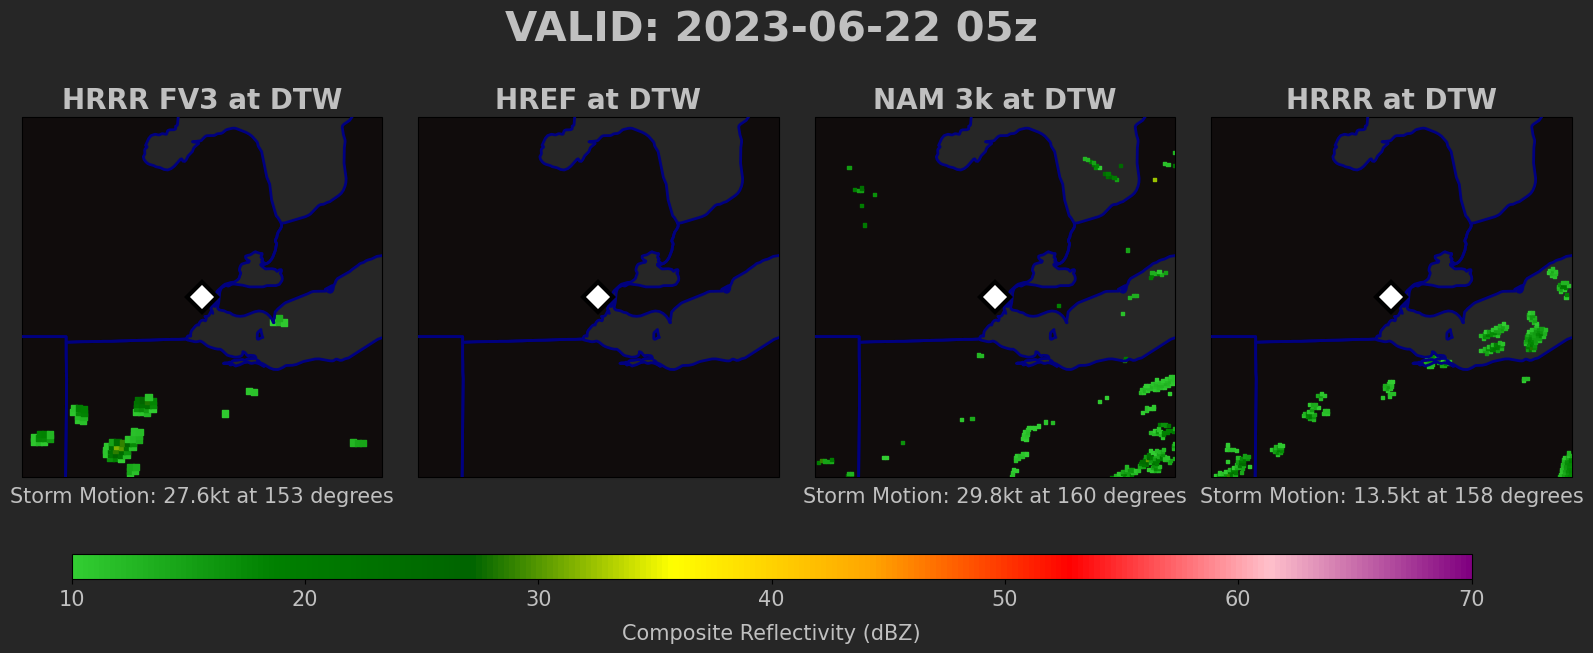 VALID: 2023-06-22 05z
HRRR FV3 at DTW
HREF at DTW
NAM 3k at DTW
HRRR at DTW
Storm Motion: 27.6kt at 153 degrees
Storm Motion: 29.8kt at 160 degrees
Storm Motion: 13.5kt at 158 degrees
10 20 30 40 50 60 70
Composite Reflectivity (dBZ)